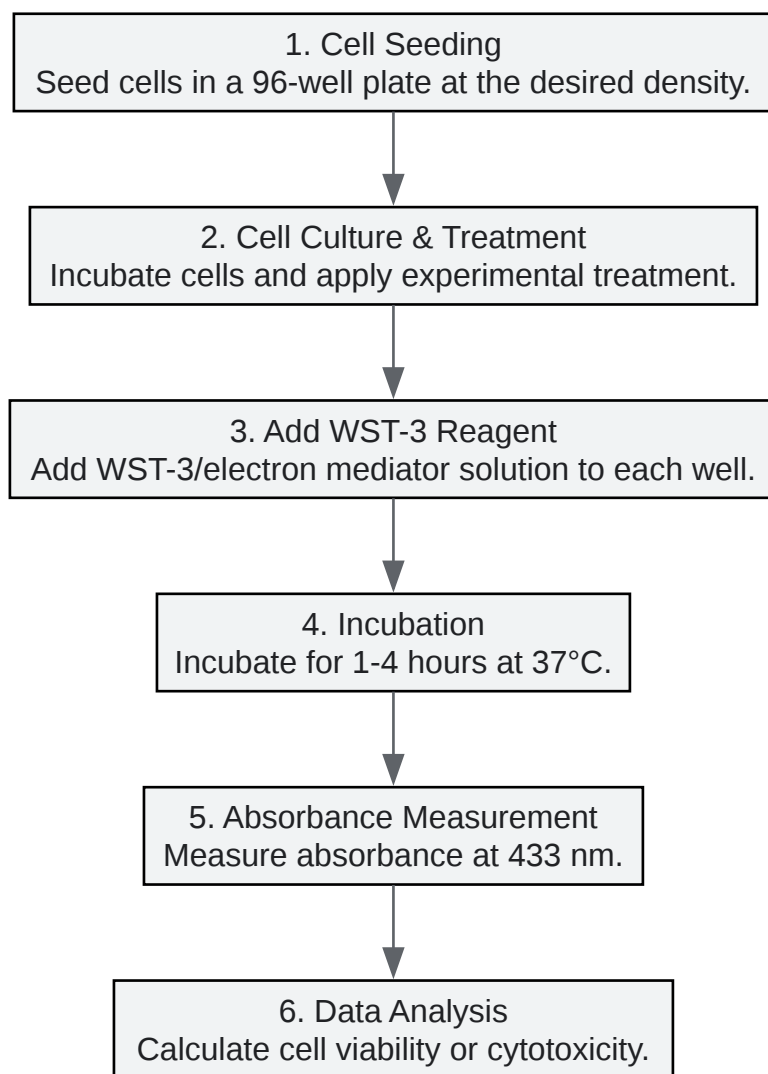 1. Cell Seeding
Seed cells in a 96-well plate at the desired density.
2. Cell Culture & Treatment
Incubate cells and apply experimental treatment.
3. Add WST-3 Reagent
Add WST-3/electron mediator solution to each well.
4. Incubation
Incubate for 1-4 hours at 37°C.
5. Absorbance Measurement
Measure absorbance at 433 nm.
6. Data Analysis
Calculate cell viability or cytotoxicity.